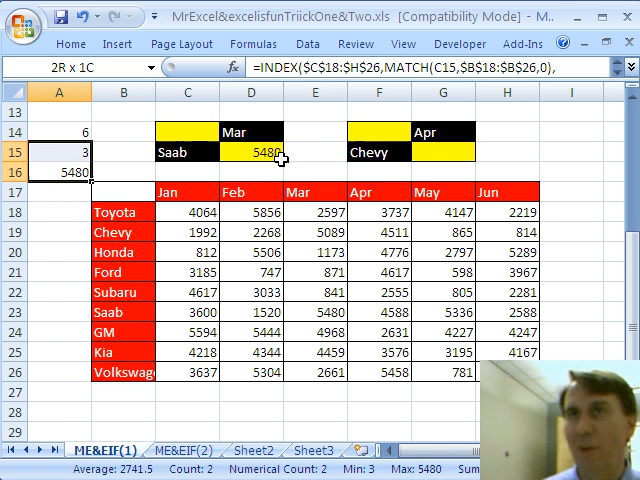 MrExcel&excelisfunTriickOne&Two.xls [Compatibility Mode] - M..
Home Insert Page Layout Formulas Data Review View Developer Add-Ins
2R x 1C fx =INDEX($C$18:$H$26,MATCH(C15,$B$18:$B$26,0),
A B C D E F G H I
13
14 6 Mar Apr
15 3 Saab 5480 Chevy
16 5480
17 Jan Feb Mar Apr May Jun
18 Toyota 4064 5856 2597 3737 4147 2219
19 Chevy 1992 2268 5089 4511 865 814
20 Honda 812 5506 1173 4776 2797 5289
21 Ford 3185 747 871 4617 598 3967
22 Subaru 4617 3033 841 2555 805 2281
23 Saab 3600 1520 5480 4588 5336 2588
24 GM 5594 5444 4968 2631 4227 4247
25 Kia 4218 4344 4459 3576 3195 4167
26 Volkswage 3637 5304 2661 5458 781
27
28
29
ME&EIF(1) ME&EIF(2) Sheet2 Sheet3
Average: 2741.5 Count: 2 Numerical Count: 2 Min: 3 Max: 5480 Sum